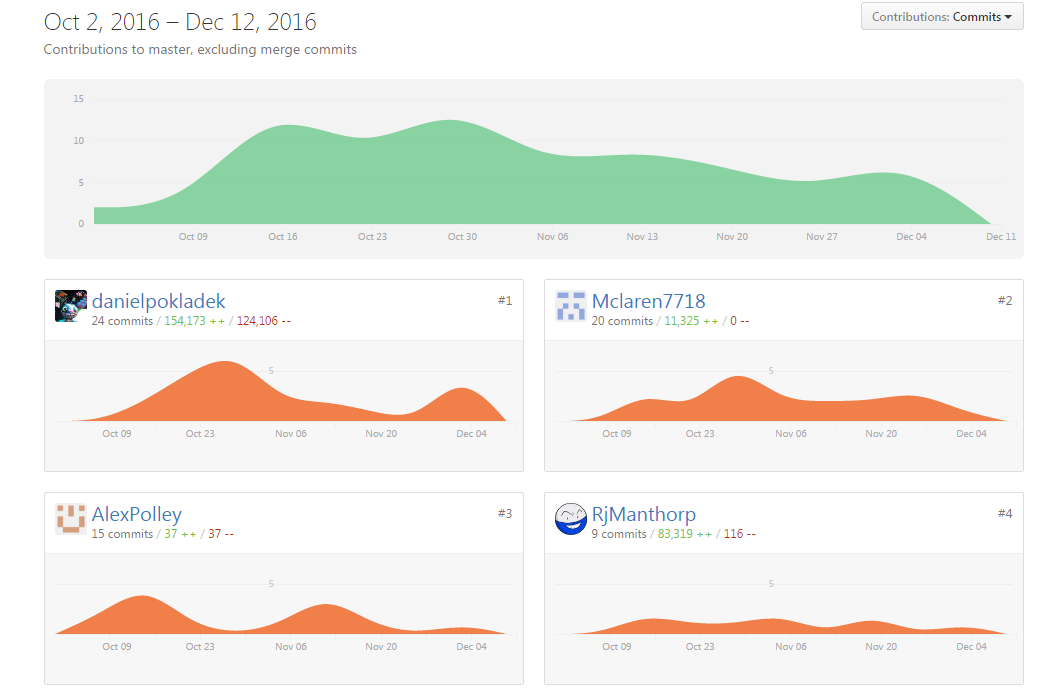 Oct 2, 2016 – Dec 12, 2016
Contributions: Commits
Contributions to master, excluding merge commits
15
10
5
0
Oct 09 Oct 16 Oct 23 Oct 30 Nov 06 Nov 13 Nov 20 Nov 27 Dec 04 Dec 11
danielpokladek #1
24 commits / 154,173 ++ / 124,106 --
5
Oct 09 Oct 23 Nov 06 Nov 20 Dec 04
Mclaren7718 #2
20 commits / 11,325 ++ / 0 --
5
Oct 09 Oct 23 Nov 06 Nov 20 Dec 04
AlexPolley #3
15 commits / 37 ++ / 37 --
5
Oct 09 Oct 23 Nov 06 Nov 20 Dec 04
RjManthorp #4
9 commits / 83,319 ++ / 116 --
5
Oct 09 Oct 23 Nov 06 Nov 20 Dec 04